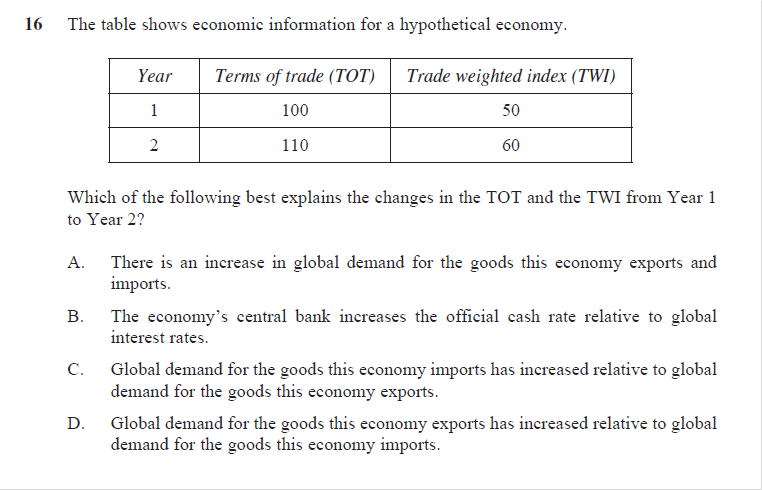 16 The table shows economic information for a hypothetical economy.
Year Terms of trade (TOT) Trade weighted index (TWI)
1 100 50
2 110 60
Which of the following best explains the changes in the TOT and the TWI from Year 1
to Year 2?
A. There is an increase in global demand for the goods this economy exports and
imports.
B. The economy's central bank increases the official cash rate relative to global
interest rates.
C. Global demand for the goods this economy imports has increased relative to global
demand for the goods this economy exports.
D. Global demand for the goods this economy exports has increased relative to global
demand for the goods this economy imports.